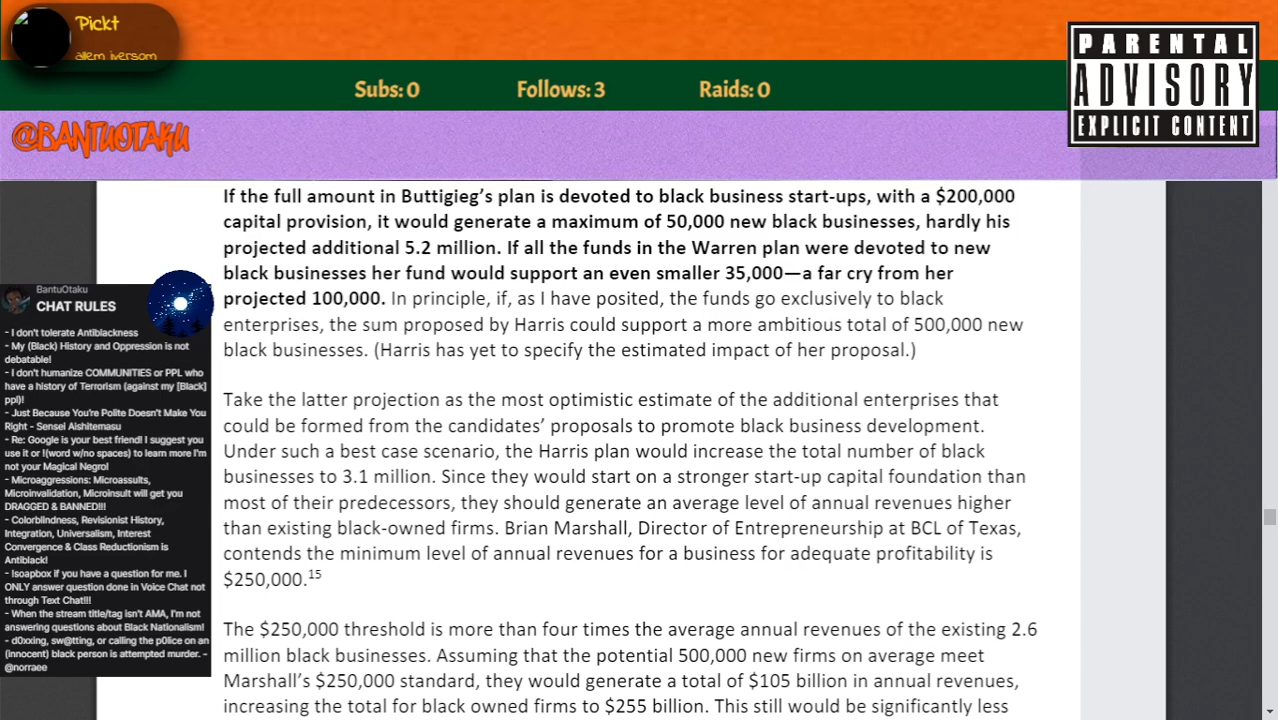 Pickt
allem iversom
PARENTAL
ADVISORY
EXPLICIT CONTENT
Subs: 0 Follows: 3 Raids: 0
@BANTUOTAKU
If the full amount in Buttigieg’s plan is devoted to black business start-ups, with a $200,000
capital provision, it would generate a maximum of 50,000 new black businesses, hardly his
projected additional 5.2 million. If all the funds in the Warren plan were devoted to new
black businesses her fund would support an even smaller 35,000—a far cry from her
projected 100,000. In principle, if, as I have posited, the funds go exclusively to black
enterprises, the sum proposed by Harris could support a more ambitious total of 500,000 new
black businesses. (Harris has yet to specify the estimated impact of her proposal.)
Take the latter projection as the most optimistic estimate of the additional enterprises that
could be formed from the candidates’ proposals to promote black business development.
Under such a best case scenario, the Harris plan would increase the total number of black
businesses to 3.1 million. Since they would start on a stronger start-up capital foundation than
most of their predecessors, they should generate an average level of annual revenues higher
than existing black-owned firms. Brian Marshall, Director of Entrepreneurship at BCL of Texas,
contends the minimum level of annual revenues for a business for adequate profitability is
$250,000.15
The $250,000 threshold is more than four times the average annual revenues of the existing 2.6
million black businesses. Assuming that the potential 500,000 new firms on average meet
Marshall’s $250,000 standard, they would generate a total of $105 billion in annual revenues,
increasing the total for black owned firms to $255 billion. This still would be significantly less
BantuOtaku
CHAT RULES
- I don't tolerate Antiblackness
- My (Black) History and Oppression is not
debatable!
- I don't humanize COMMUNITIES or PPL who
have a history of Terrorism (against my [Black]
ppl)!
- Just Because You're Polite Doesn't Make You
Right - Sensei Aishitemasu
- Re: Google is your best friend! I suggest you
use it or !(word w/no spaces) to learn more I'm
not your Magical Negro!
- Microaggressions: Microassults,
Microinvalidation, Microinsult will get you
DRAGGED & BANNED!!!
- Colorblindness, Revisionist History,
Integration, Universalism, Interest
Convergence & Class Reductionism is
Antiblack!
- !soapbox if you have a question for me. I
ONLY answer question done in Voice Chat not
through Text Chat!!!
- When the stream title/tag isn't AMA, I'm not
answering questions about Black Nationalism!
- d0xxing, sw@tting, or calling the p0lice on an
(innocent) black person is attempted murder. -
@norraee